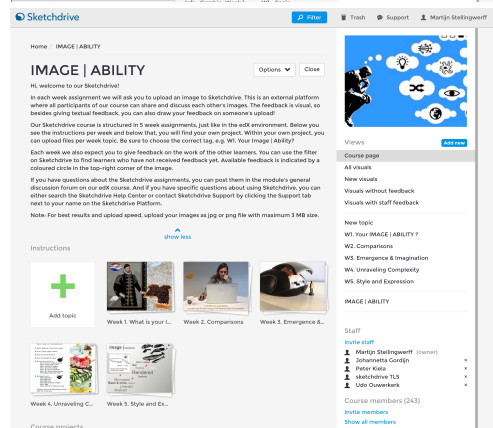 Sketchdrive
Filter
Trash
Support
Martijn Stellingwerff
Home / IMAGE | ABILITY
IMAGE | ABILITY
Options
Close
Hi. welcome to our Sketchdrive!
In each week assignment we will ask you to upload an image to Sketchdrive. This is an external platform
where all participants of our course can share and discuss each other's images. The feedback is visual, so
besides giving textual feedback, you can also draw your feedback on someone's upload!
Our Sketchdrive course is structured in 5 week assignments, just like in the edX environment. Below you
see the instructions per week and below that, you will find your own project. Within your own project, you
can upload files per week topic. Be sure to choose the correct tag, e.g. W1. Your Image | Ability?
Each week we also expect you to give feedback on the work of the other learners. You can use the filter
on Sketchdrive to find learners who have not received feedback yet. Available feedback is indicated by a
coloured circle in the top-right corner of the image.
If you have questions about the Sketchdrive assignments, you can post them in the module's general
discussion forum on our edX course. And if you have specific questions about using Sketchdrive, you can
either search the Sketchdrive Help Center or contact Sketchdrive Support by clicking the Support tab
next to your name on the Sketchdrive Platform.
Note: For best results and upload speed, upload your images as jpg or png file with maximum 3 MB size.
show less
Instructions
Add topic
Week 1. What is your I...
Week 2. Comparisons
Week 3. Emergence &...
Week 4. Unraveling C...
Week 5. Style and Ex...
Course projects
Views
Add new
Course page
All visuals
New visuals
Visuals without feedback
Visuals with staff feedback
New topic
W1. Your IMAGE | ABILITY ?
W2. Comparisons
W3. Emergence & Imagination
W4. Unraveling Complexity
W5. Style and Expression
IMAGE | ABILITY
Staff
Invite staff
Martijn Stellingwerff (owner)
Johannetta Gordijn
Peter Kiela
sketchdrive TLS
Udo Ouwerkerk
Course members (243)
Invite members
Show all members